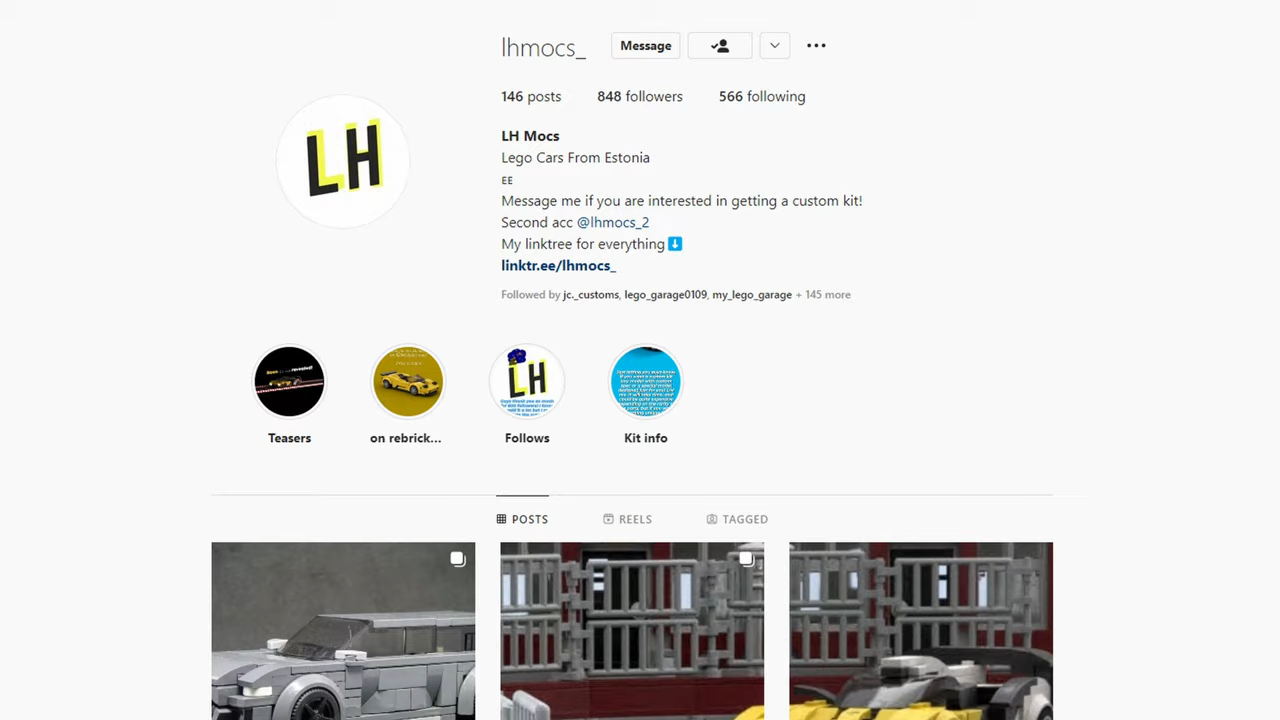 lhmocs_
Message
146 posts 848 followers 566 following
LH
LH Mocs
Lego Cars From Estonia
EE
Message me if you are interested in getting a custom kit!
Second acc @lhmocs_2
My linktree for everything
linktr.ee/lhmocs_
Followed by jc._customs, lego_garage0109, my_lego_garage + 145 more
LH
Teasers
on rebrick...
Follows
Kit info
POSTS REELS TAGGED